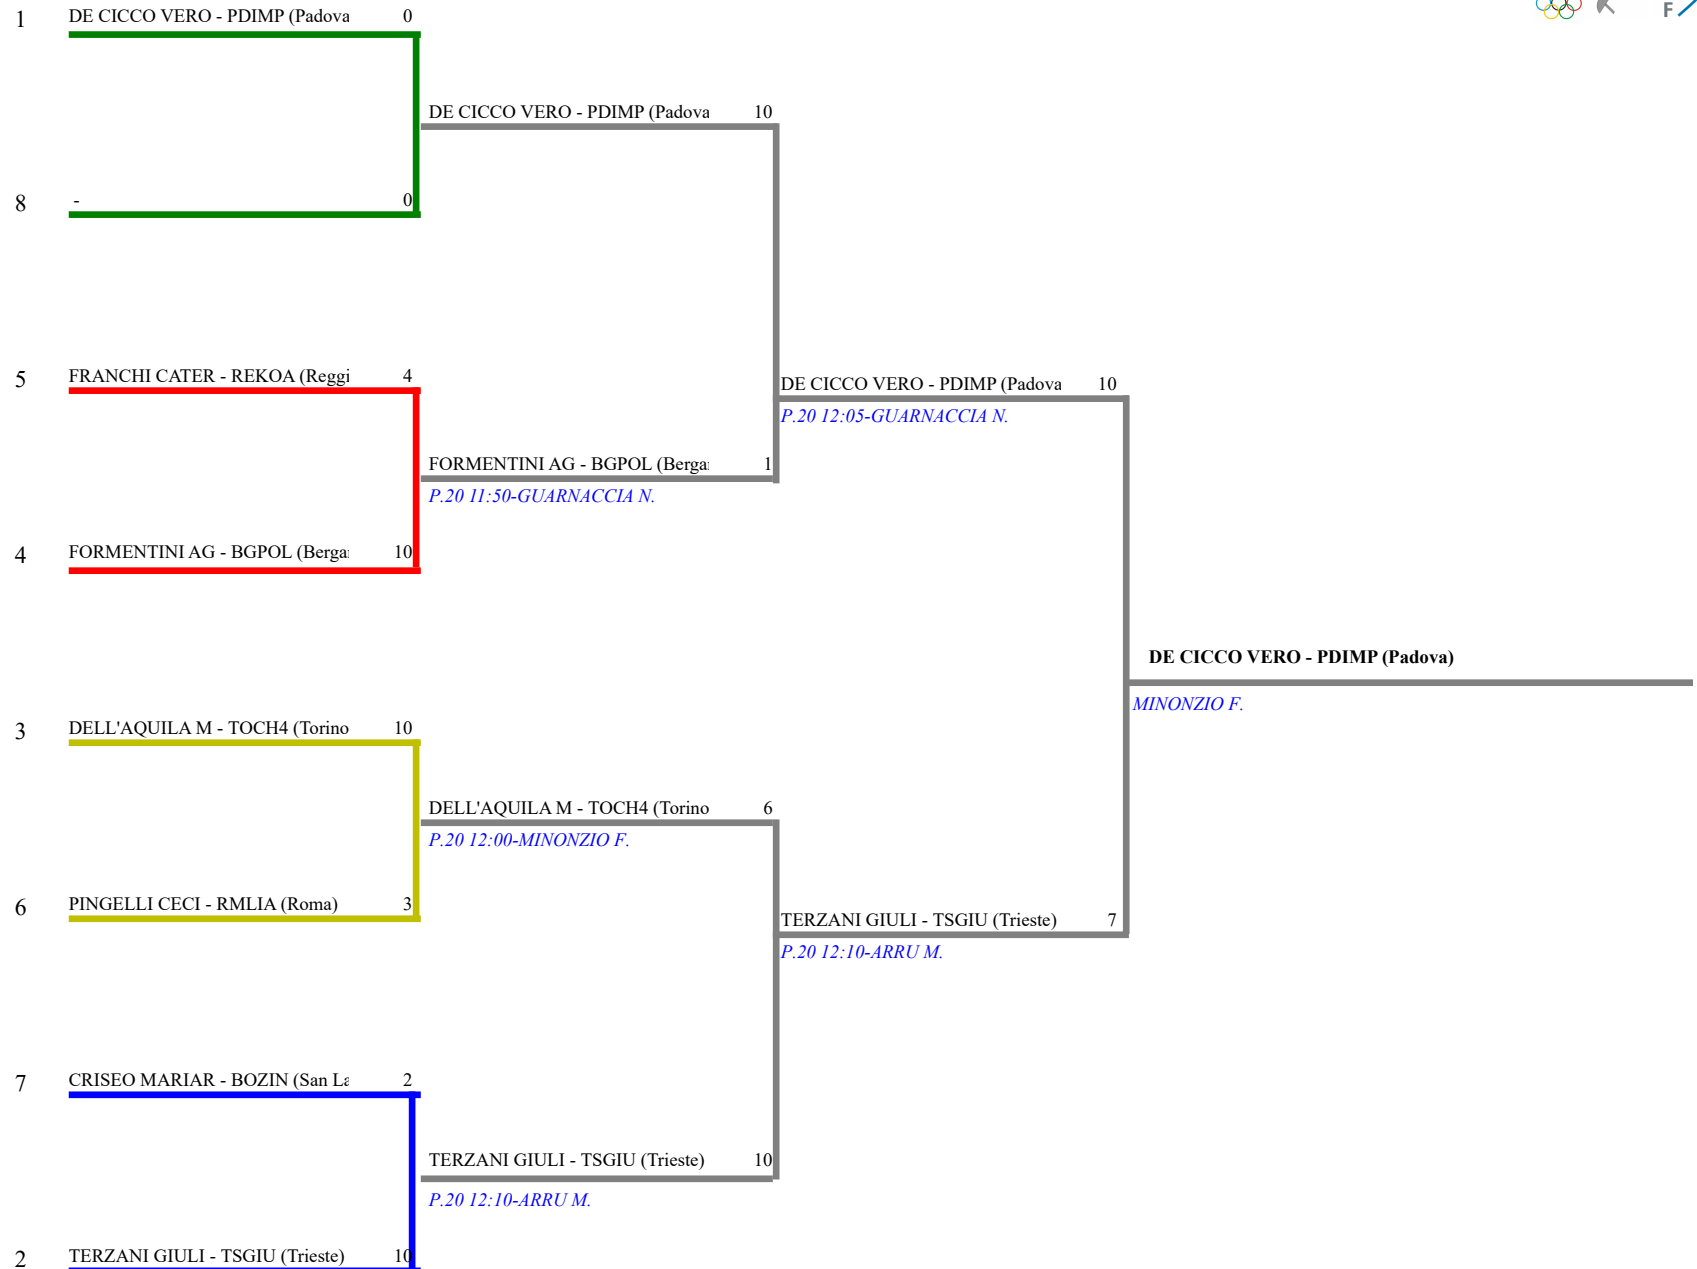 1 DE CICCO VERO - PDIMP (Padova 0
F
DE CICCO VERO - PDIMP (Padova 10
8 - 0
5 FRANCHI CATER - REKOA (Reggi 4
DE CICCO VERO - PDIMP (Padova 10
P.20 12:05-GUARNACCIA N.
FORMENTINI AG - BGPOL (Berga 1
P.20 11:50-GUARNACCIA N.
4 FORMENTINI AG - BGPOL (Berga 10
DE CICCO VERO - PDIMP (Padova)
MINONZIO F.
3 DELL'AQUILA M - TOCH4 (Torino 10
DELL'AQUILA M - TOCH4 (Torino 6
P.20 12:00-MINONZIO F.
6 PINGELLI CECI - RMLIA (Roma) 3
TERZANI GIULI - TSGIU (Trieste) 7
P.20 12:10-ARRU M.
7 CRISEO MARIAR - BOZIN (San La 2
TERZANI GIULI - TSGIU (Trieste) 10
P.20 12:10-ARRU M.
2 TERZANI GIULI - TSGIU (Trieste) 10